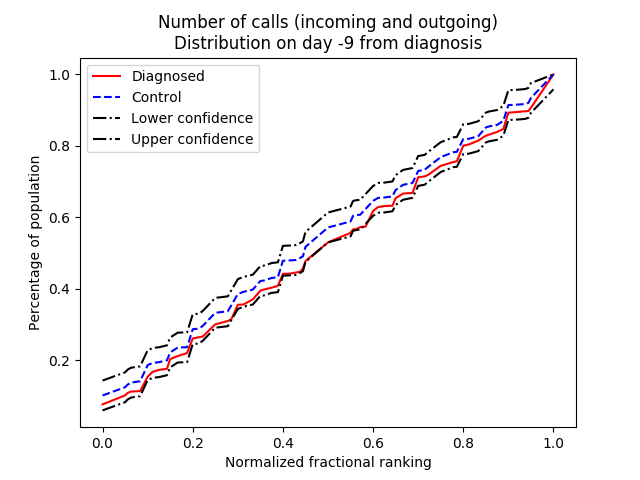 Number of calls (incoming and outgoing)
Distribution on day -9 from diagnosis
Diagnosed
Control
Lower confidence
Upper confidence
Percentage of population
1.0
0.8
0.6
0.4
0.2
0.0 0.2 0.4 0.6 0.8 1.0
Normalized fractional ranking